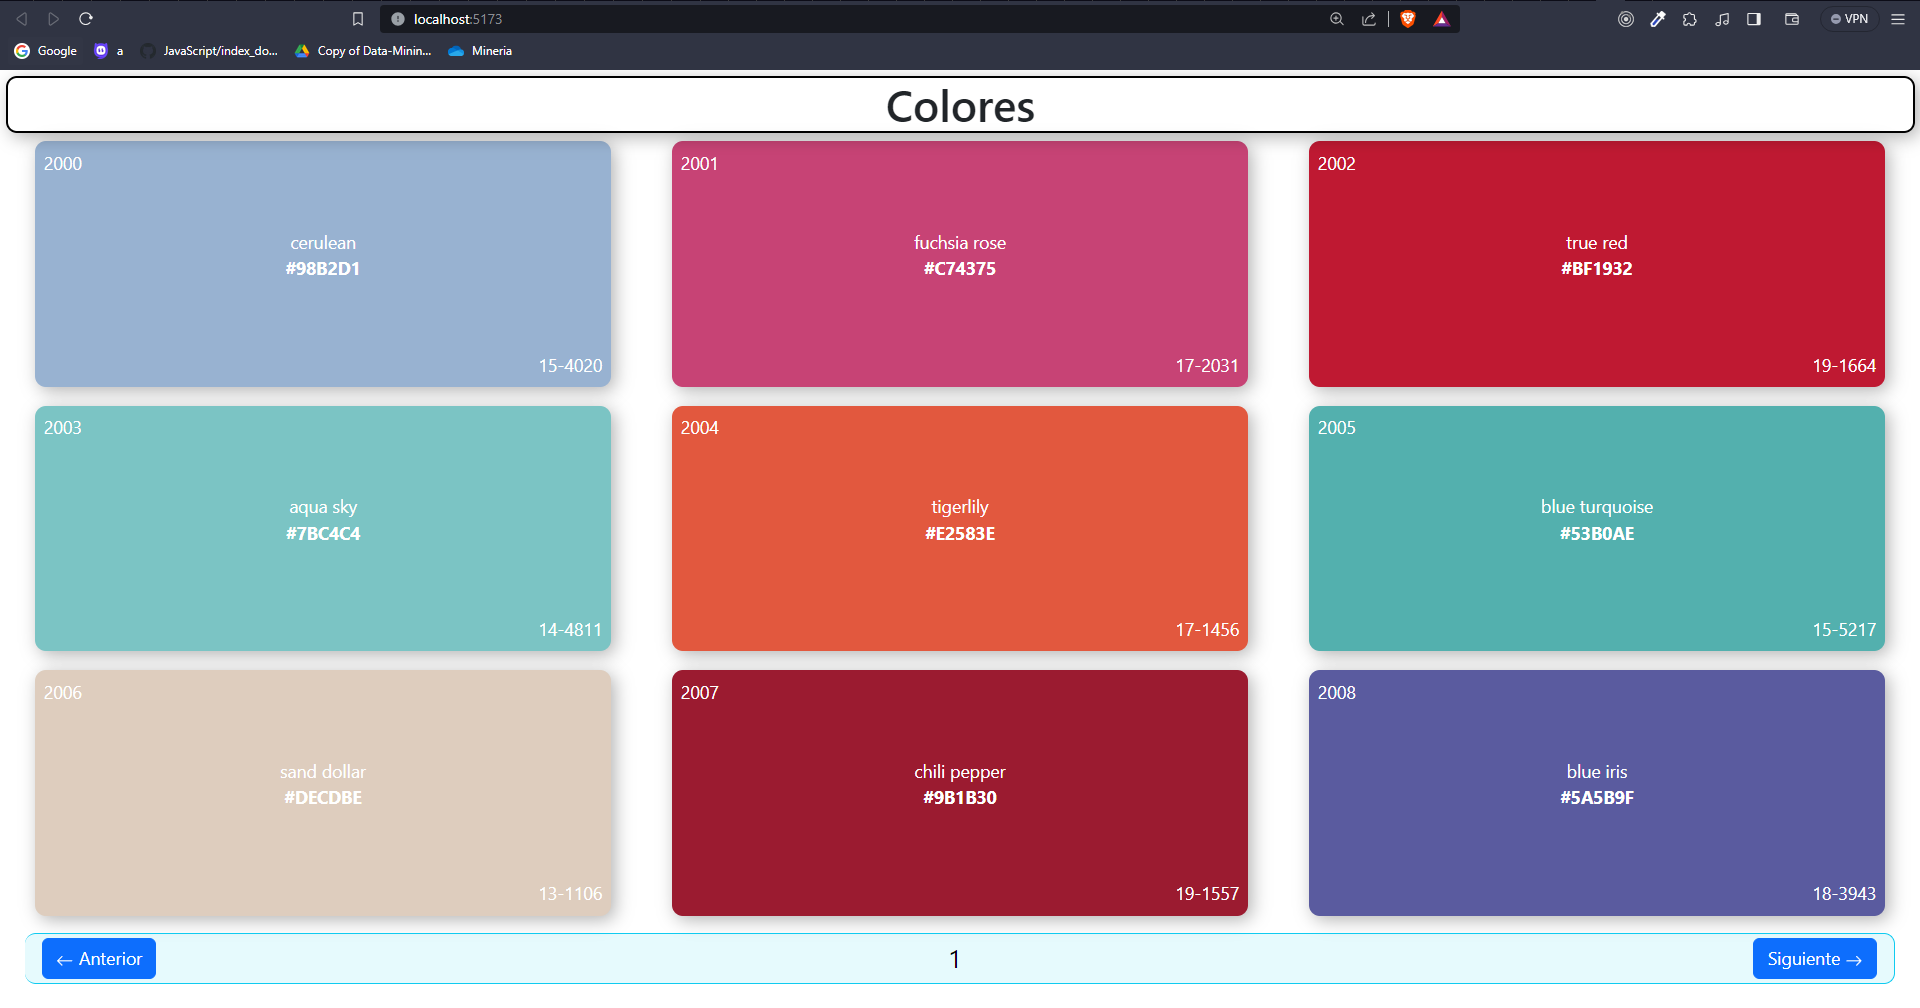 localhost:5173
VPN
Google
a
JavaScript/index_do...
Copy of Data-Minin...
Mineria
Colores
2000
cerulean
#98B2D1
15-4020
2001
fuchsia rose
#C74375
17-2031
2002
true red
#BF1932
19-1664
2003
aqua sky
#7BC4C4
14-4811
2004
tigerlily
#E2583E
17-1456
2005
blue turquoise
#53B0AE
15-5217
2006
sand dollar
#DECDBE
13-1106
2007
chili pepper
#9B1B30
19-1557
2008
blue iris
#5A5B9F
18-3943
← Anterior
1
Siguiente →